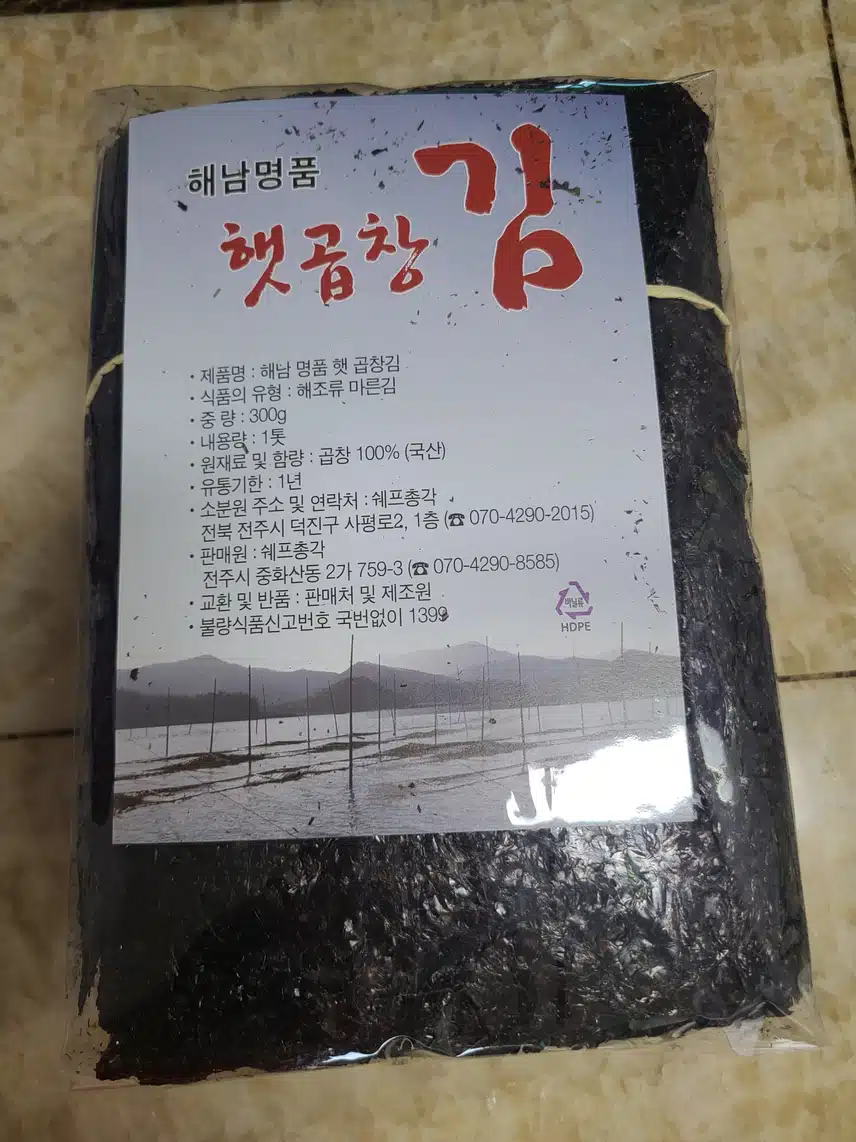 해남명품
햇곱창김
· 제품명 : 해남 명품 햇 곱창김
· 식품의 유형 : 해조류 마른김
· 중 량 : 300g
· 내용량 : 1톳
· 원재료 및 함량 : 곱창 100% (국산)
· 유통기한 : 1년
· 소분원 주소 및 연락처 : 쉐프총각
전북 전주시 덕진구 사평로2, 1층 (☎ 070-4290-2015)
· 판매원 : 쉐프총각
전주시 중화산동 2가 759-3 (☎ 070-4290-8585)
· 교환 및 반품 : 판매처 및 제조원
· 불량식품신고번호 국번없이 1399
비닐류
HDPE